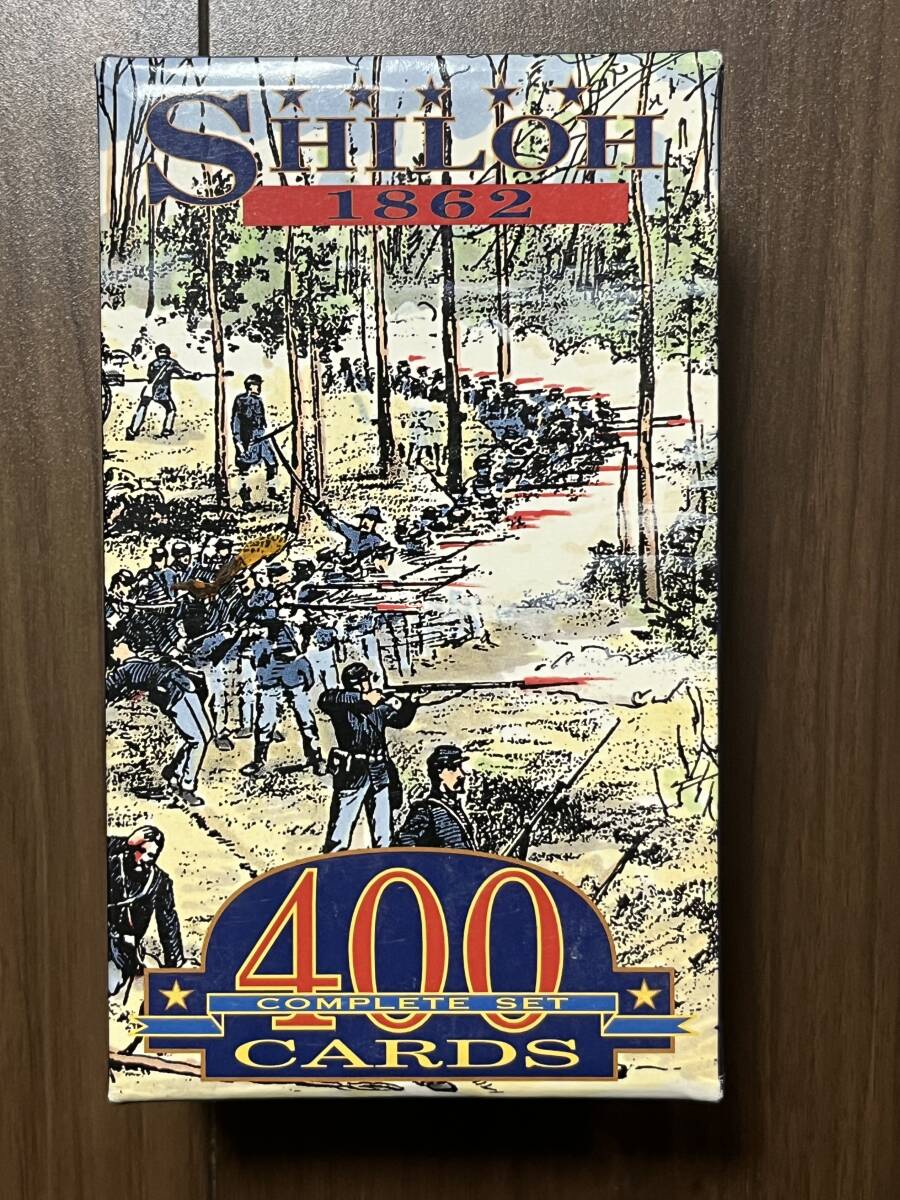 SHILOH
1862
400
COMPLETE SET
CARDS